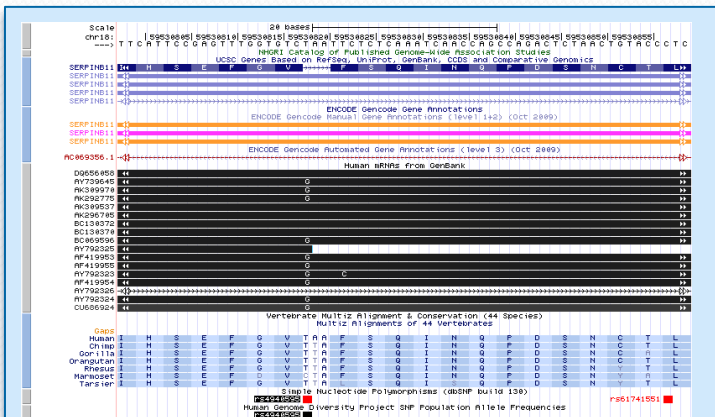 Scale 20 bases
chr18: |59530805| |59530810| |59530815| |59530820| |59530825| |59530830| |59530835| |59530840| |59530845| |59530850| |59530855|
---> T T C A T T C C G A G T T T G G T G T C T A A T T C T C T C A A A T C A A C C A G C C A G A C T C T A A C T G T A C C C T C
NHGRI Catalog of Published Genome-Wide Association Studies
UCSC Genes Based on RefSeq, UniProt, GenBank, CCDS and Comparative Genomics
SERPINB11 I H S E F G V F S Q I N Q P D S N C T L
SERPINB11
SERPINB11
SERPINB11
ENCODE Gencode Gene Annotations
ENCODE Gencode Manual Gene Annotations (level 1+2) (Oct 2009)
SERPINB11
SERPINB11
SERPINB11
ENCODE Gencode Automated Gene Annotations (level 3) (Oct 2009)
AC069356.1
Human mRNAs from GenBank
DQ656058
AY739645 G
AK309970 G
AK292775 G
AK309537
AK296705
BC130372
BC130370
BC069596 G
AY792325
AF419953 G
AF419955 G
AY792323 G C
AF419954 G
AY792326
AY792324 G
CU686924 G
Vertebrate Multiz Alignment & Conservation (44 Species)
Multiz Alignments of 44 Vertebrates
Gaps
Human I H S E F G V T A A F S Q I N Q P D S N C T L
Chimp I H S E F G V T T A F S Q I N Q P D S N C T L
Gorilla I H S E F G V T T A F S Q I N Q P D S N C A L
Orangutan I H S E F G V T T A F S Q I N Q P D S N C T L
Rhesus I H S E F G V T T A F S Q I N Q P D S N Y T L
Marmoset I H S E F D V T T A F S Q I N Q P D S N Y A L
Tarsier I H S E F G V T T A L S Q I S Q P D S N C T L
Simple Nucleotide Polymorphisms (dbSNP build 130)
rs4940595 rs61741551
Human Genome Diversity Project SNP Population Allele Frequencies
rs4940595